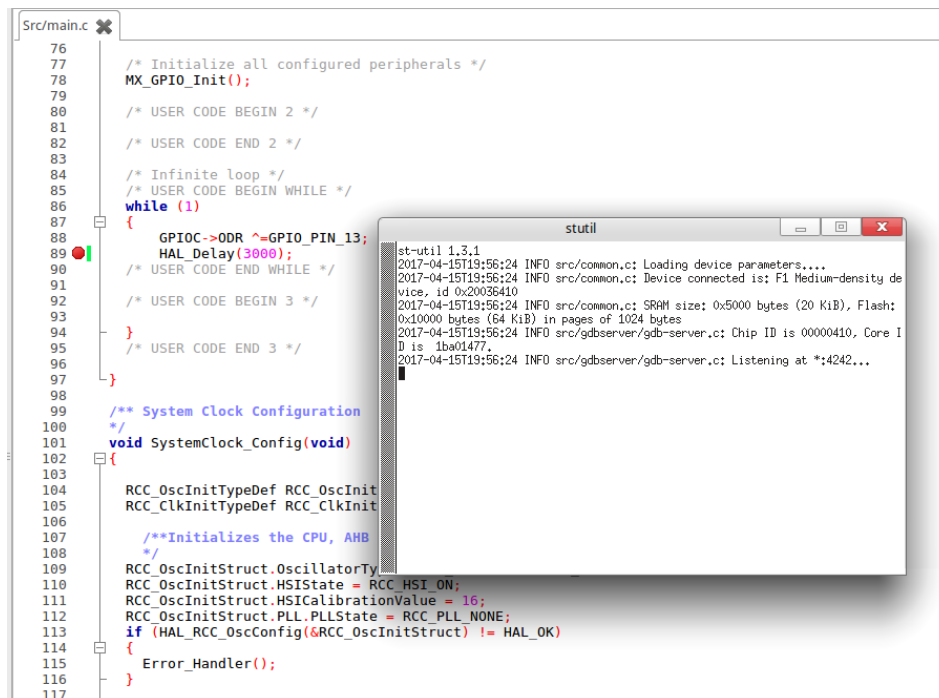 Src/main.c
76
77 /* Initialize all configured peripherals */
78 MX_GPIO_Init();
79
80 /* USER CODE BEGIN 2 */
81
82 /* USER CODE END 2 */
83
84 /* Infinite loop */
85 /* USER CODE BEGIN WHILE */
86 while (1)
87 {
88 GPIOC->ODR ^=GPIO_PIN_13;
89 HAL_Delay(3000);
90 /* USER CODE END WHILE */
91
92 /* USER CODE BEGIN 3 */
93
94 }
95 /* USER CODE END 3 */
96
97 }
98
99 /** System Clock Configuration
100 */
101 void SystemClock_Config(void)
102 {
103
104 RCC_OscInitTypeDef RCC_OscInit
105 RCC_ClkInitTypeDef RCC_ClkInit
106
107 /**Initializes the CPU, AHB
108 */
109 RCC_OscInitStruct.OscillatorTy
110 RCC_OscInitStruct.HSIState = RCC_HSI_ON;
111 RCC_OscInitStruct.HSICalibrationValue = 16;
112 RCC_OscInitStruct.PLL.PLLState = RCC_PLL_NONE;
113 if (HAL_RCC_OscConfig(&RCC_OscInitStruct) != HAL_OK)
114 {
115 Error_Handler();
116 }
117
stutil
st-util 1.3.1
2017-04-15T19:56:24 INFO src/common.c: Loading device parameters....
2017-04-15T19:56:24 INFO src/common.c: Device connected is: F1 Medium-density de
vice, id 0x20036410
2017-04-15T19:56:24 INFO src/common.c: SRAM size: 0x5000 bytes (20 KiB), Flash:
0x10000 bytes (64 KiB) in pages of 1024 bytes
2017-04-15T19:56:24 INFO src/gdbserver/gdb-server.c: Chip ID is 00000410, Core I
D is  1ba01477.
2017-04-15T19:56:24 INFO src/gdbserver/gdb-server.c: Listening at *:4242...